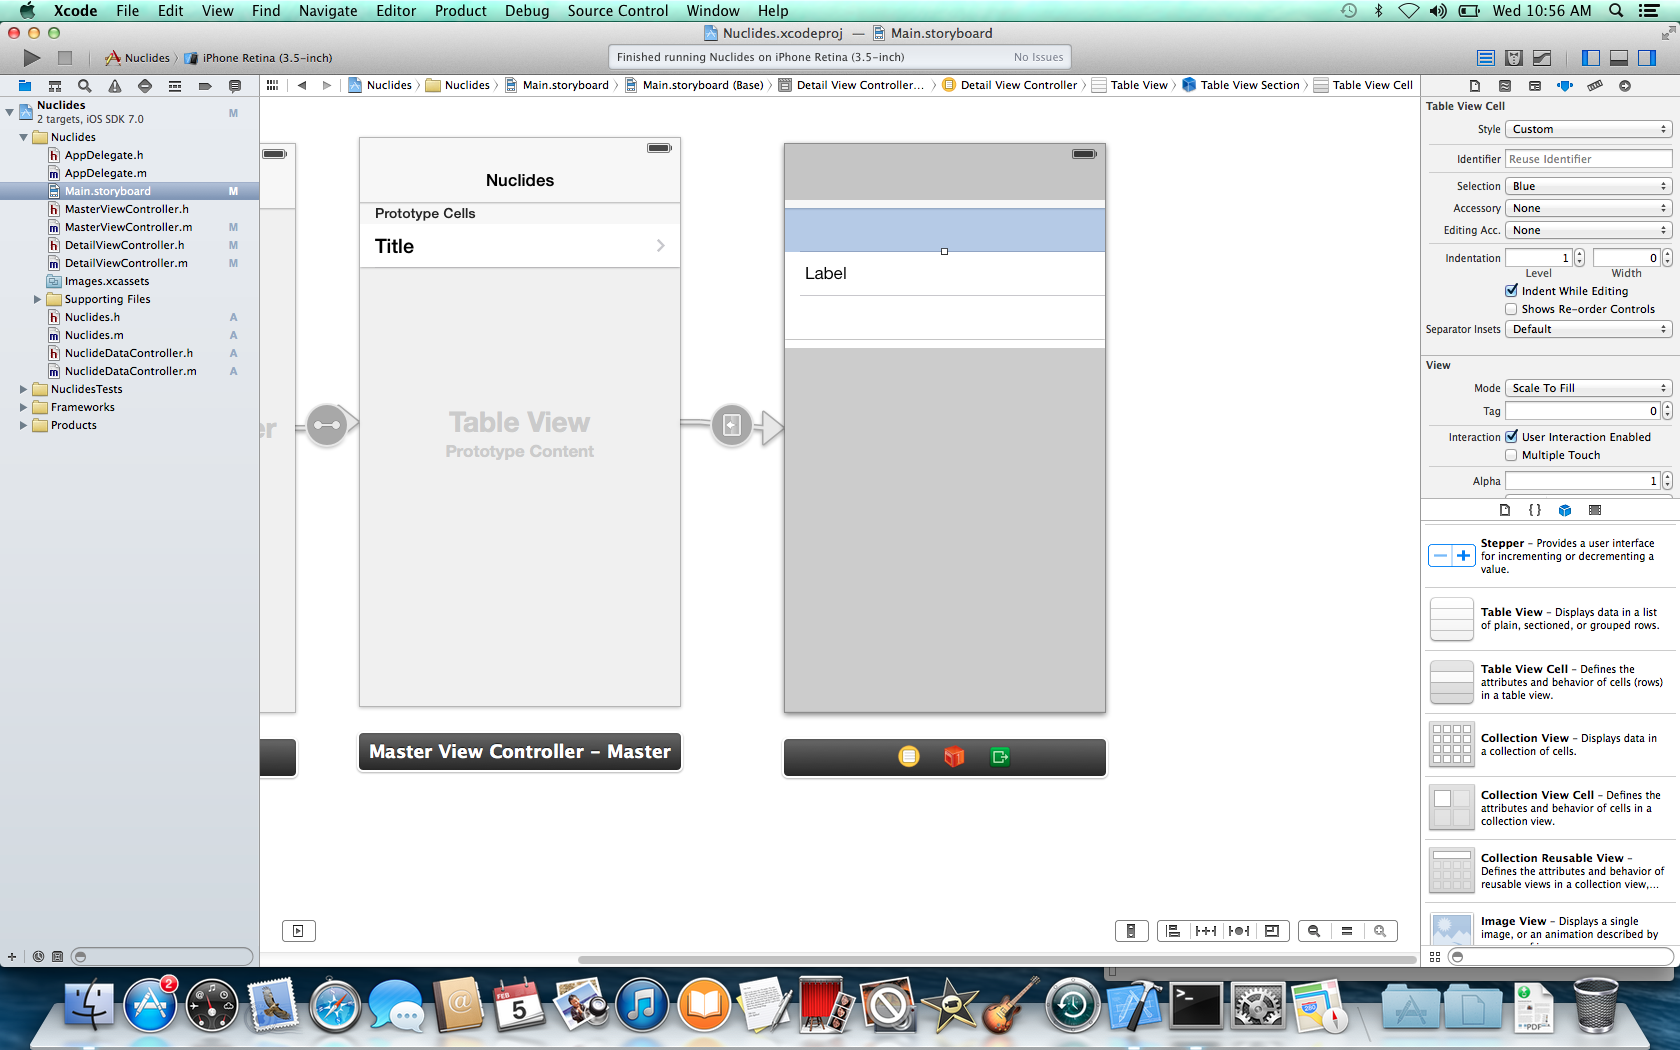 Xcode File Edit View Find Navigate Editor Product Debug Source Control Window Help Wed 10:56 AM
Nuclides.xcodeproj — Main.storyboard
Nuclides iPhone Retina (3.5-inch)
Finished running Nuclides on iPhone Retina (3.5-inch) No Issues
Nuclides Nuclides Main.storyboard Main.storyboard (Base) Detail View Controller... Detail View Controller Table View Table View Section Table View Cell
Nuclides M
2 targets, iOS SDK 7.0
Nuclides
h AppDelegate.h
m AppDelegate.m
Main.storyboard M
h MasterViewController.h
m MasterViewController.m M
h DetailViewController.h M
m DetailViewController.m M
Images.xcassets
Supporting Files
h Nuclides.h A
m Nuclides.m A
h NuclideDataController.h A
m NuclideDataController.m A
NuclidesTests
Frameworks
Products
er
Nuclides
Prototype Cells
Title
Table View
Prototype Content
Master View Controller – Master
Label
Table View Cell
Style Custom
Identifier Reuse Identifier
Selection Blue
Accessory None
Editing Acc. None
Indentation 1 0
Level Width
Indent While Editing
Shows Re-order Controls
Separator Insets Default
View
Mode Scale To Fill
Tag 0
Interaction User Interaction Enabled
Multiple Touch
Alpha 1
{ }
Stepper – Provides a user interface
for incrementing or decrementing a
value.
Table View – Displays data in a list
of plain, sectioned, or grouped rows.
Table View Cell – Defines the
attributes and behavior of cells (rows)
in a table view.
Collection View – Displays data in
a collection of cells.
Collection View Cell – Defines the
attributes and behavior of cells in a
collection view.
Collection Reusable View –
Defines the attributes and behavior of
reusable views in a collection view,...
Image View – Displays a single
image, or an animation described by
2
FEB
5
PDF